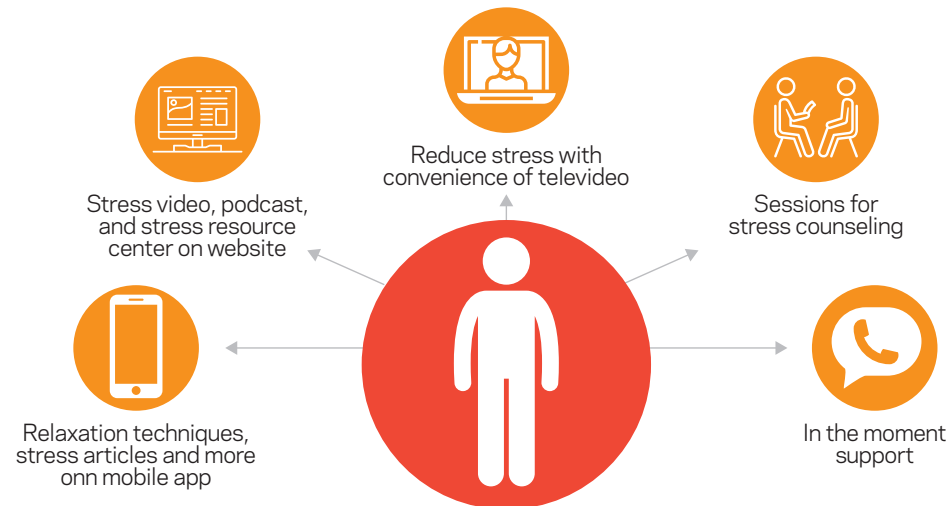 Reduce stress with
convenience of televideo
Stress video, podcast,
and stress resource
center on website
Sessions for
stress counseling
Relaxation techniques,
stress articles and more
onn mobile app
In the moment
support